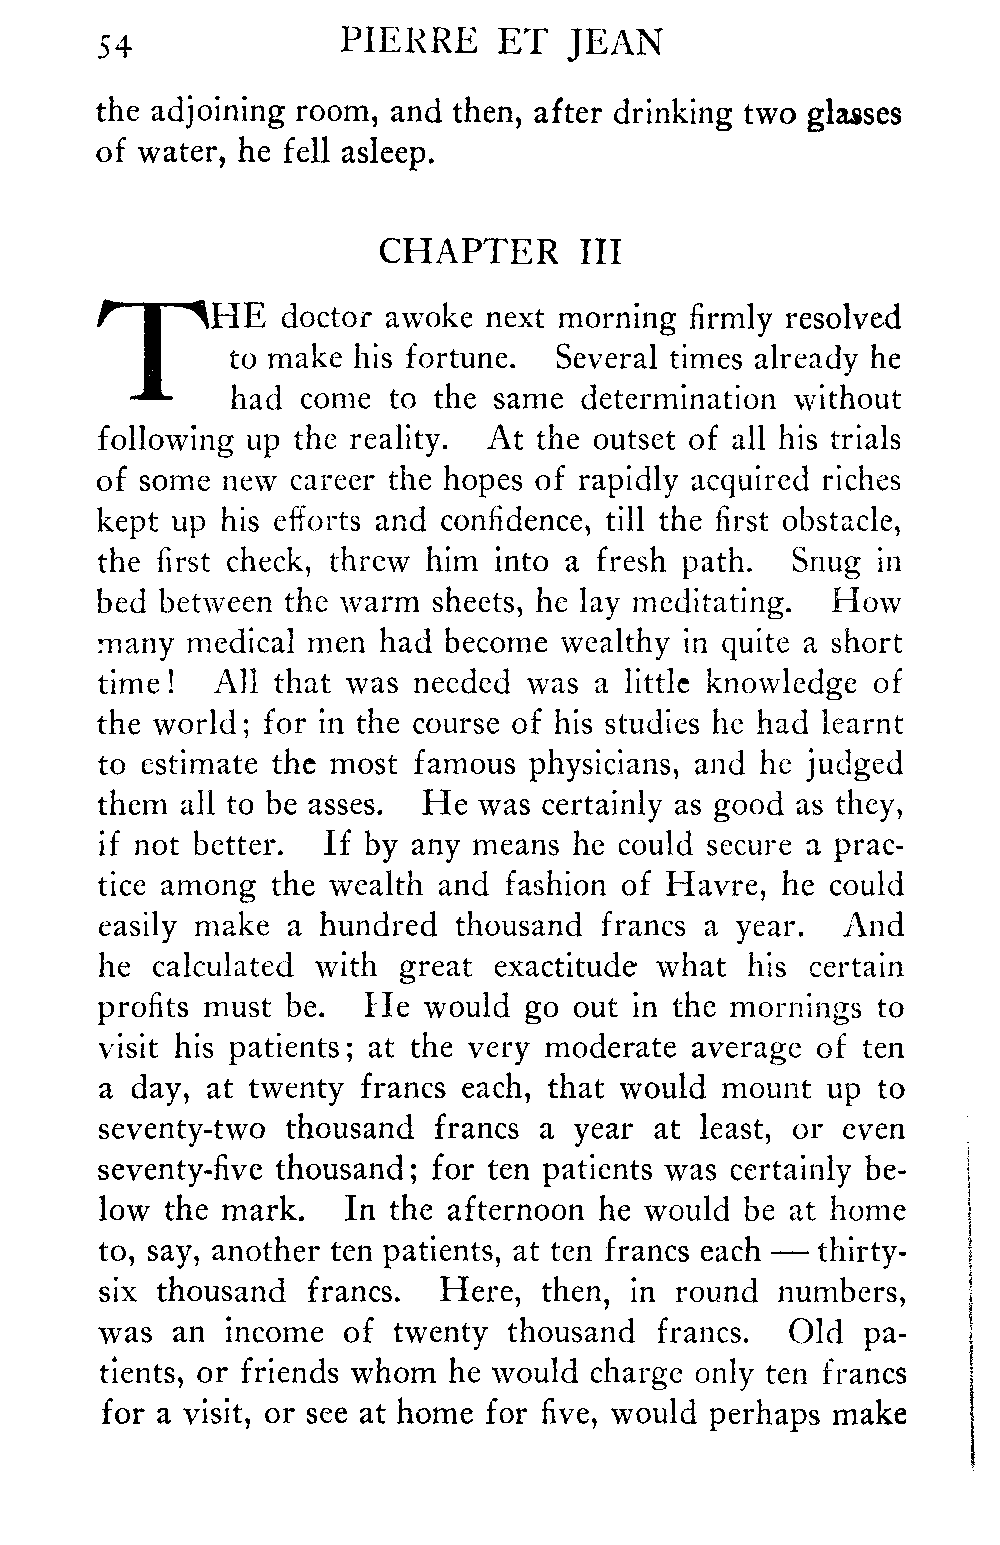 54 PIERRE ET JEAN
the adjoining room, and then, after drinking two glasses
of water, he fell asleep.
CHAPTER III
THE doctor awoke next morning firmly resolved
to make his fortune. Several times already he
had come to the same determination without
following up the reality. At the outset of all his trials
of some new career the hopes of rapidly acquired riches
kept up his efforts and confidence, till the first obstacle,
the first check, threw him into a fresh path. Snug in
bed between the warm sheets, he lay meditating. How
many medical men had become wealthy in quite a short
time! All that was needed was a little knowledge of
the world; for in the course of his studies he had learnt
to estimate the most famous physicians, and he judged
them all to be asses. He was certainly as good as they,
if not better. If by any means he could secure a prac-
tice among the wealth and fashion of Havre, he could
easily make a hundred thousand francs a year. And
he calculated with great exactitude what his certain
profits must be. He would go out in the mornings to
visit his patients; at the very moderate average of ten
a day, at twenty francs each, that would mount up to
seventy-two thousand francs a year at least, or even
seventy-five thousand; for ten patients was certainly be-
low the mark. In the afternoon he would be at home
to, say, another ten patients, at ten francs each — thirty-
six thousand francs. Here, then, in round numbers,
was an income of twenty thousand francs. Old pa-
tients, or friends whom he would charge only ten francs
for a visit, or see at home for five, would perhaps make